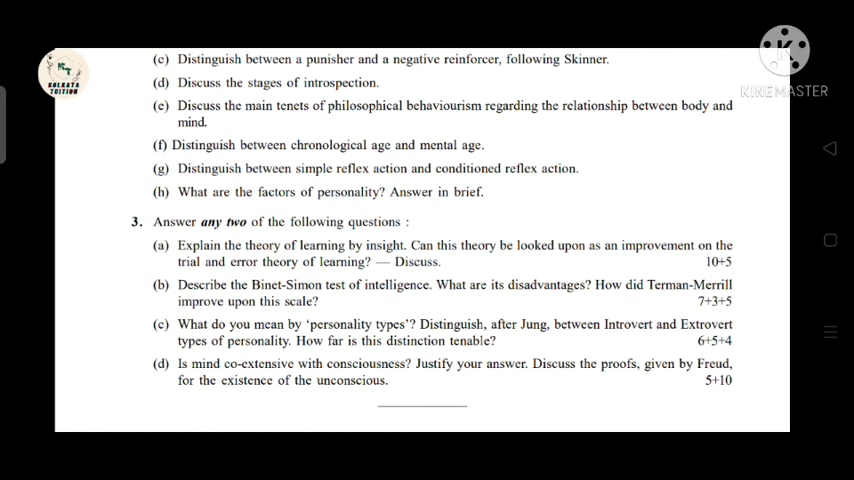 (c) Distinguish between a punisher and a negative reinforcer, following Skinner.
(d) Discuss the stages of introspection.
(e) Discuss the main tenets of philosophical behaviourism regarding the relationship between body and
mind.
(f) Distinguish between chronological age and mental age.
(g) Distinguish between simple reflex action and conditioned reflex action.
(h) What are the factors of personality? Answer in brief.
3. Answer any two of the following questions :
(a) Explain the theory of learning by insight. Can this theory be looked upon as an improvement on the
trial and error theory of learning? — Discuss. 10+5
(b) Describe the Binet-Simon test of intelligence. What are its disadvantages? How did Terman-Merrill
improve upon this scale? 7+3+5
(c) What do you mean by ‘personality types’? Distinguish, after Jung, between Introvert and Extrovert
types of personality. How far is this distinction tenable? 6+5+4
(d) Is mind co-extensive with consciousness? Justify your answer. Discuss the proofs, given by Freud,
for the existence of the unconscious. 5+10
KT
KOLKATA
TUITION
K
KINEMASTER